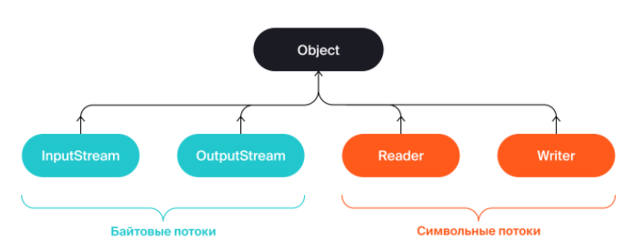 Object
InputStream
OutputStream
Reader
Writer
Байтовые потоки
Символьные потоки